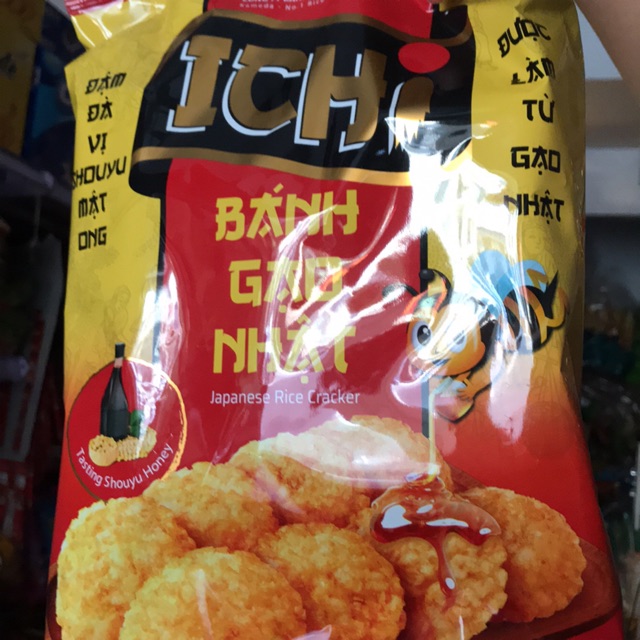 ICHi
ĐẬM
ĐÀ
VỊ
SHOUYU
MẬT
ONG
ĐƯỢC
LÀM
TỪ
GẠO
NHẬT
BÁNH
GẠO
NHẬT
Japanese Rice Cracker
Tasting Shouyu Honey